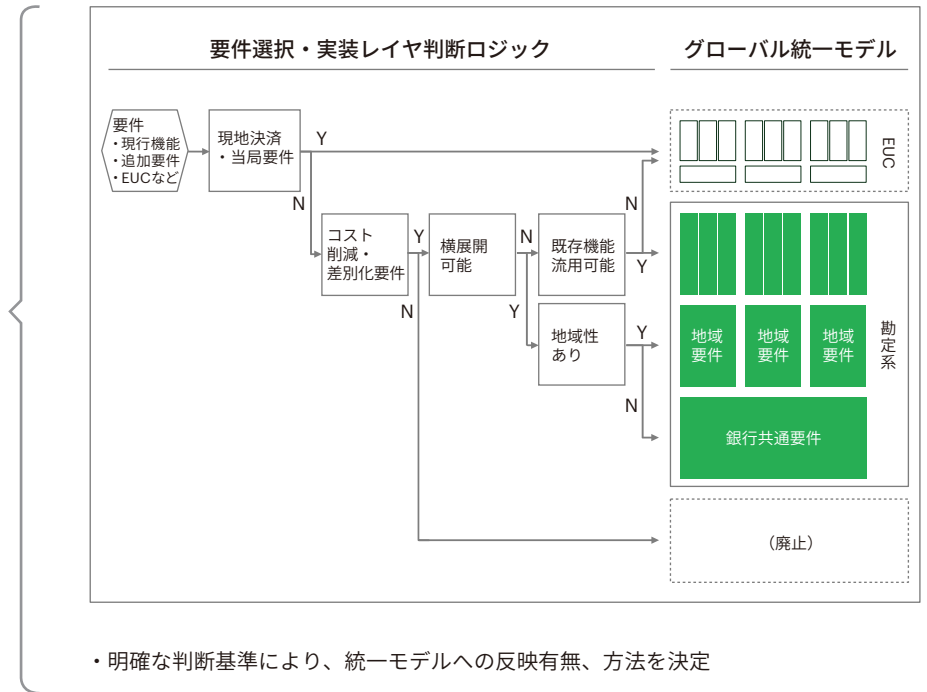 要件選択・実装レイヤ判断ロジック
グローバル統一モデル
要件
・現行機能
・追加要件
・EUCなど
現地決済
・当局要件
Y
N
コスト
削減・
差別化要件
Y
N
横展開
可能
N
Y
既存機能
流用可能
N
Y
地域性
あり
Y
N
EUC
地域
要件
地域
要件
地域
要件
勘定系
銀行共通要件
（廃止）
・明確な判断基準により、統一モデルへの反映有無、方法を決定